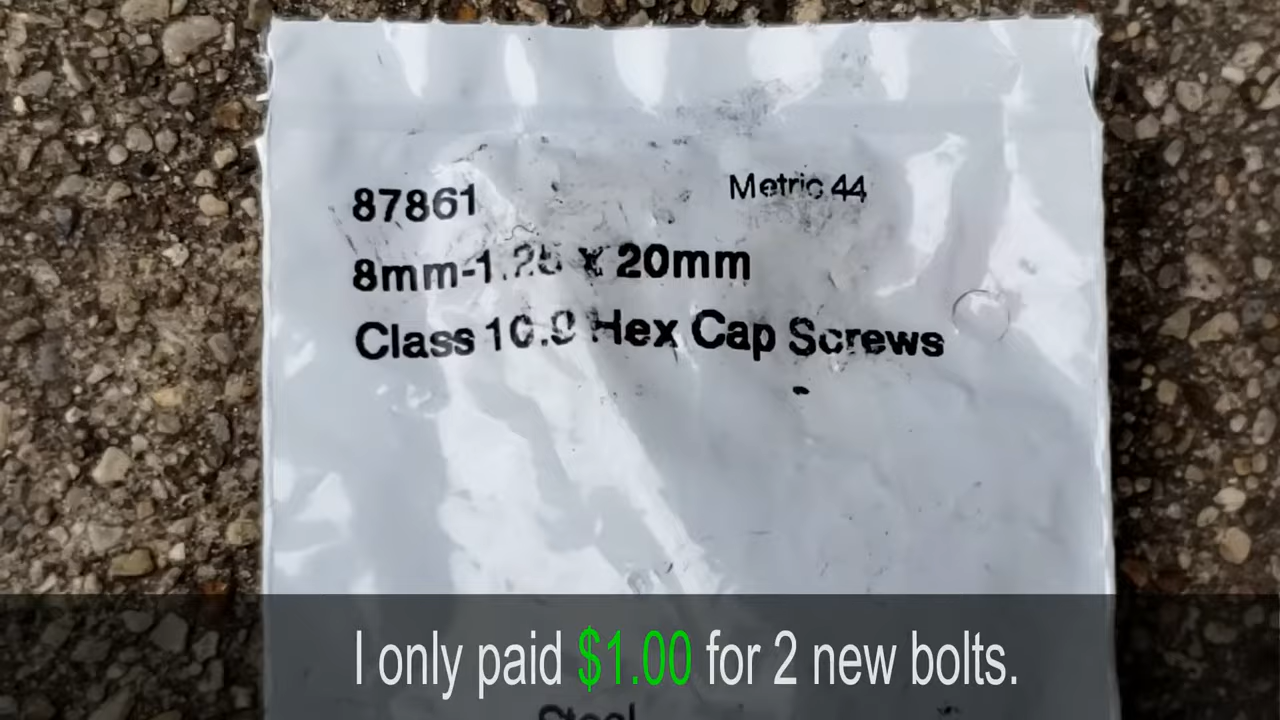 87861
Metric 44
8mm-1.25 x 20mm
Class 10.9 Hex Cap Screws
I only paid $1.00 for 2 new bolts.
Steel